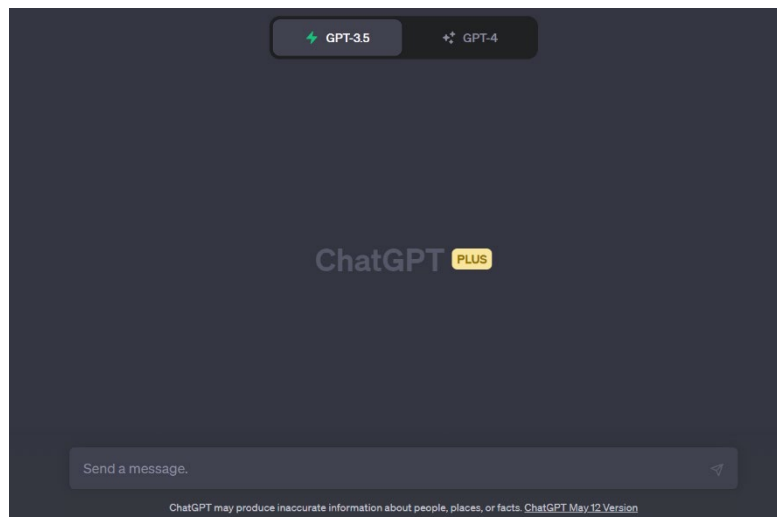 GPT-3.5 GPT-4
ChatGPT PLUS
Send a message.
ChatGPT may produce inaccurate information about people, places, or facts. ChatGPT May 12 Version